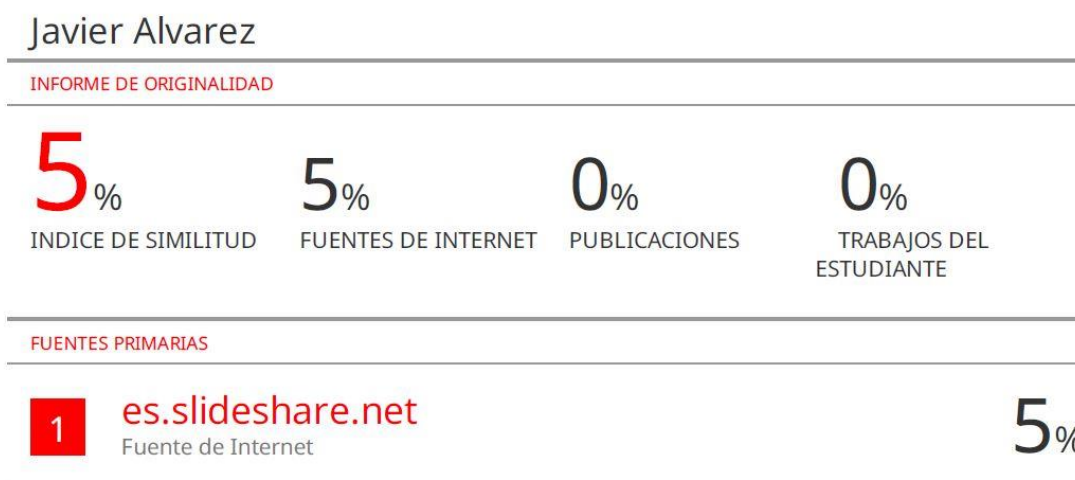 Javier Alvarez
INFORME DE ORIGINALIDAD
5% 5% 0% 0%
INDICE DE SIMILITUD FUENTES DE INTERNET PUBLICACIONES TRABAJOS DEL
ESTUDIANTE
FUENTES PRIMARIAS
1 es.slideshare.net 5%
Fuente de Internet